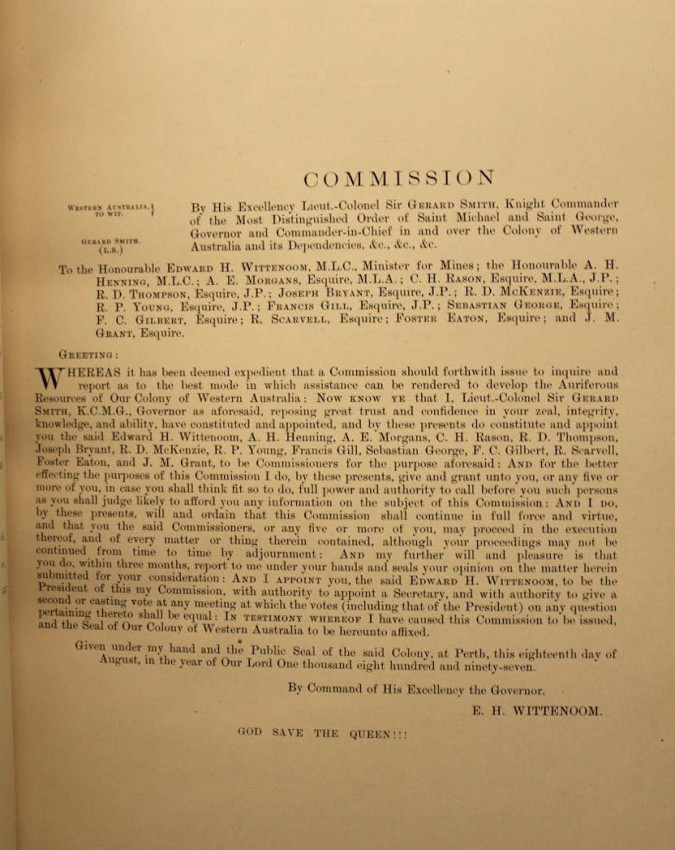 COMMISSION
WESTERN AUSTRALIA, }
TO WIT. }
GERARD SMITH.
(L.S.)
By His Excellency Lieut.-Colonel Sir GERARD SMITH, Knight Commander
of the Most Distinguished Order of Saint Michael and Saint George,
Governor and Commander-in-Chief in and over the Colony of Western
Australia and its Dependencies, &c., &c., &c.
To the Honourable EDWARD H. WITTENOOM, M.L.C., Minister for Mines; the Honourable A. H.
HENNING, M.L.C.; A. E. MORGANS, Esquire, M.L.A.; C. H. RASON, Esquire, M.L.A., J.P.;
R. D. THOMPSON, Esquire, J.P.; JOSEPH BRYANT, Esquire, J.P.; R. D. MCKENZIE, Esquire;
R. P. YOUNG, Esquire, J.P.; FRANCIS GILL, Esquire, J.P.; SEBASTIAN GEORGE, Esquire;
F. C. GILBERT, Esquire; R. SCARVELL, Esquire; FOSTER EATON, Esquire; and J. M.
GRANT, Esquire.
GREETING:
WHEREAS it has been deemed expedient that a Commission should forthwith issue to inquire and
report as to the best mode in which assistance can be rendered to develop the Auriferous
Resources of Our Colony of Western Australia: NOW KNOW YE that I, Lieut.-Colonel Sir GERARD
SMITH, K.C.M.G., Governor as aforesaid, reposing great trust and confidence in your zeal, integrity,
knowledge, and ability, have constituted and appointed, and by these presents do constitute and appoint
you the said Edward H. Wittenoom, A. H. Henning, A. E. Morgans, C. H. Rason, R. D. Thompson,
Joseph Bryant, R. D. McKenzie, R. P. Young, Francis Gill, Sebastian George, F. C. Gilbert, R. Scarvell,
Foster Eaton, and J. M. Grant, to be Commissioners for the purpose aforesaid: AND for the better
effecting the purposes of this Commission I do, by these presents, give and grant unto you, or any five or
more of you, in case you shall think fit so to do, full power and authority to call before you such persons
as you shall judge likely to afford you any information on the subject of this Commission: AND I DO,
by these presents, will and ordain that this Commission shall continue in full force and virtue,
and that you the said Commissioners, or any five or more of you, may proceed in the execution
thereof, and of every matter or thing therein contained, although your proceedings may not be
continued from time to time by adjournment: AND my further will and pleasure is that
you do, within three months, report to me under your hands and seals your opinion on the matter herein
submitted for your consideration: AND I APPOINT you, the said EDWARD H. WITTENOOM, to be the
President of this my Commission, with authority to appoint a Secretary, and with authority to give a
second or casting vote at any meeting at which the votes (including that of the President) on any question
pertaining thereto shall be equal: IN TESTIMONY WHEREOF I have caused this Commission to be issued,
and the Seal of Our Colony of Western Australia to be hereunto affixed.
Given under my hand and the Public Seal of the said Colony, at Perth, this eighteenth day of
August, in the year of Our Lord One thousand eight hundred and ninety-seven.
By Command of His Excellency the Governor.
E. H. WITTENOOM.
GOD SAVE THE QUEEN!!!